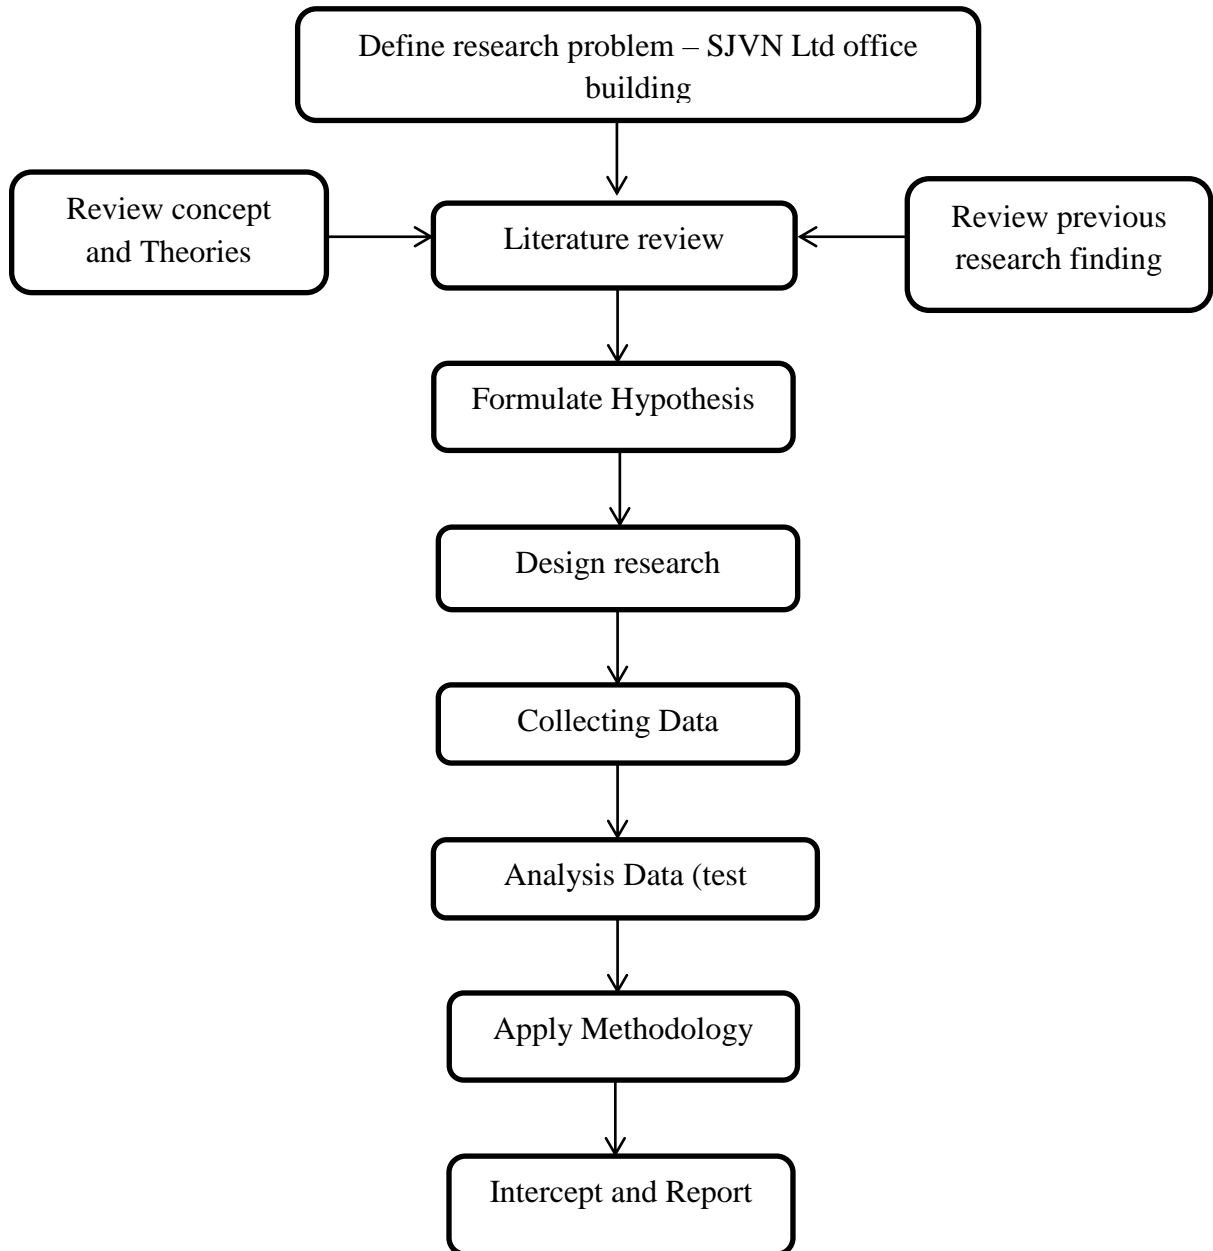 Define research problem – SJVN Ltd office
building
Review concept
and Theories
Literature review
Review previous
research finding
Formulate Hypothesis
Design research
Collecting Data
Analysis Data (test
Apply Methodology
Intercept and Report